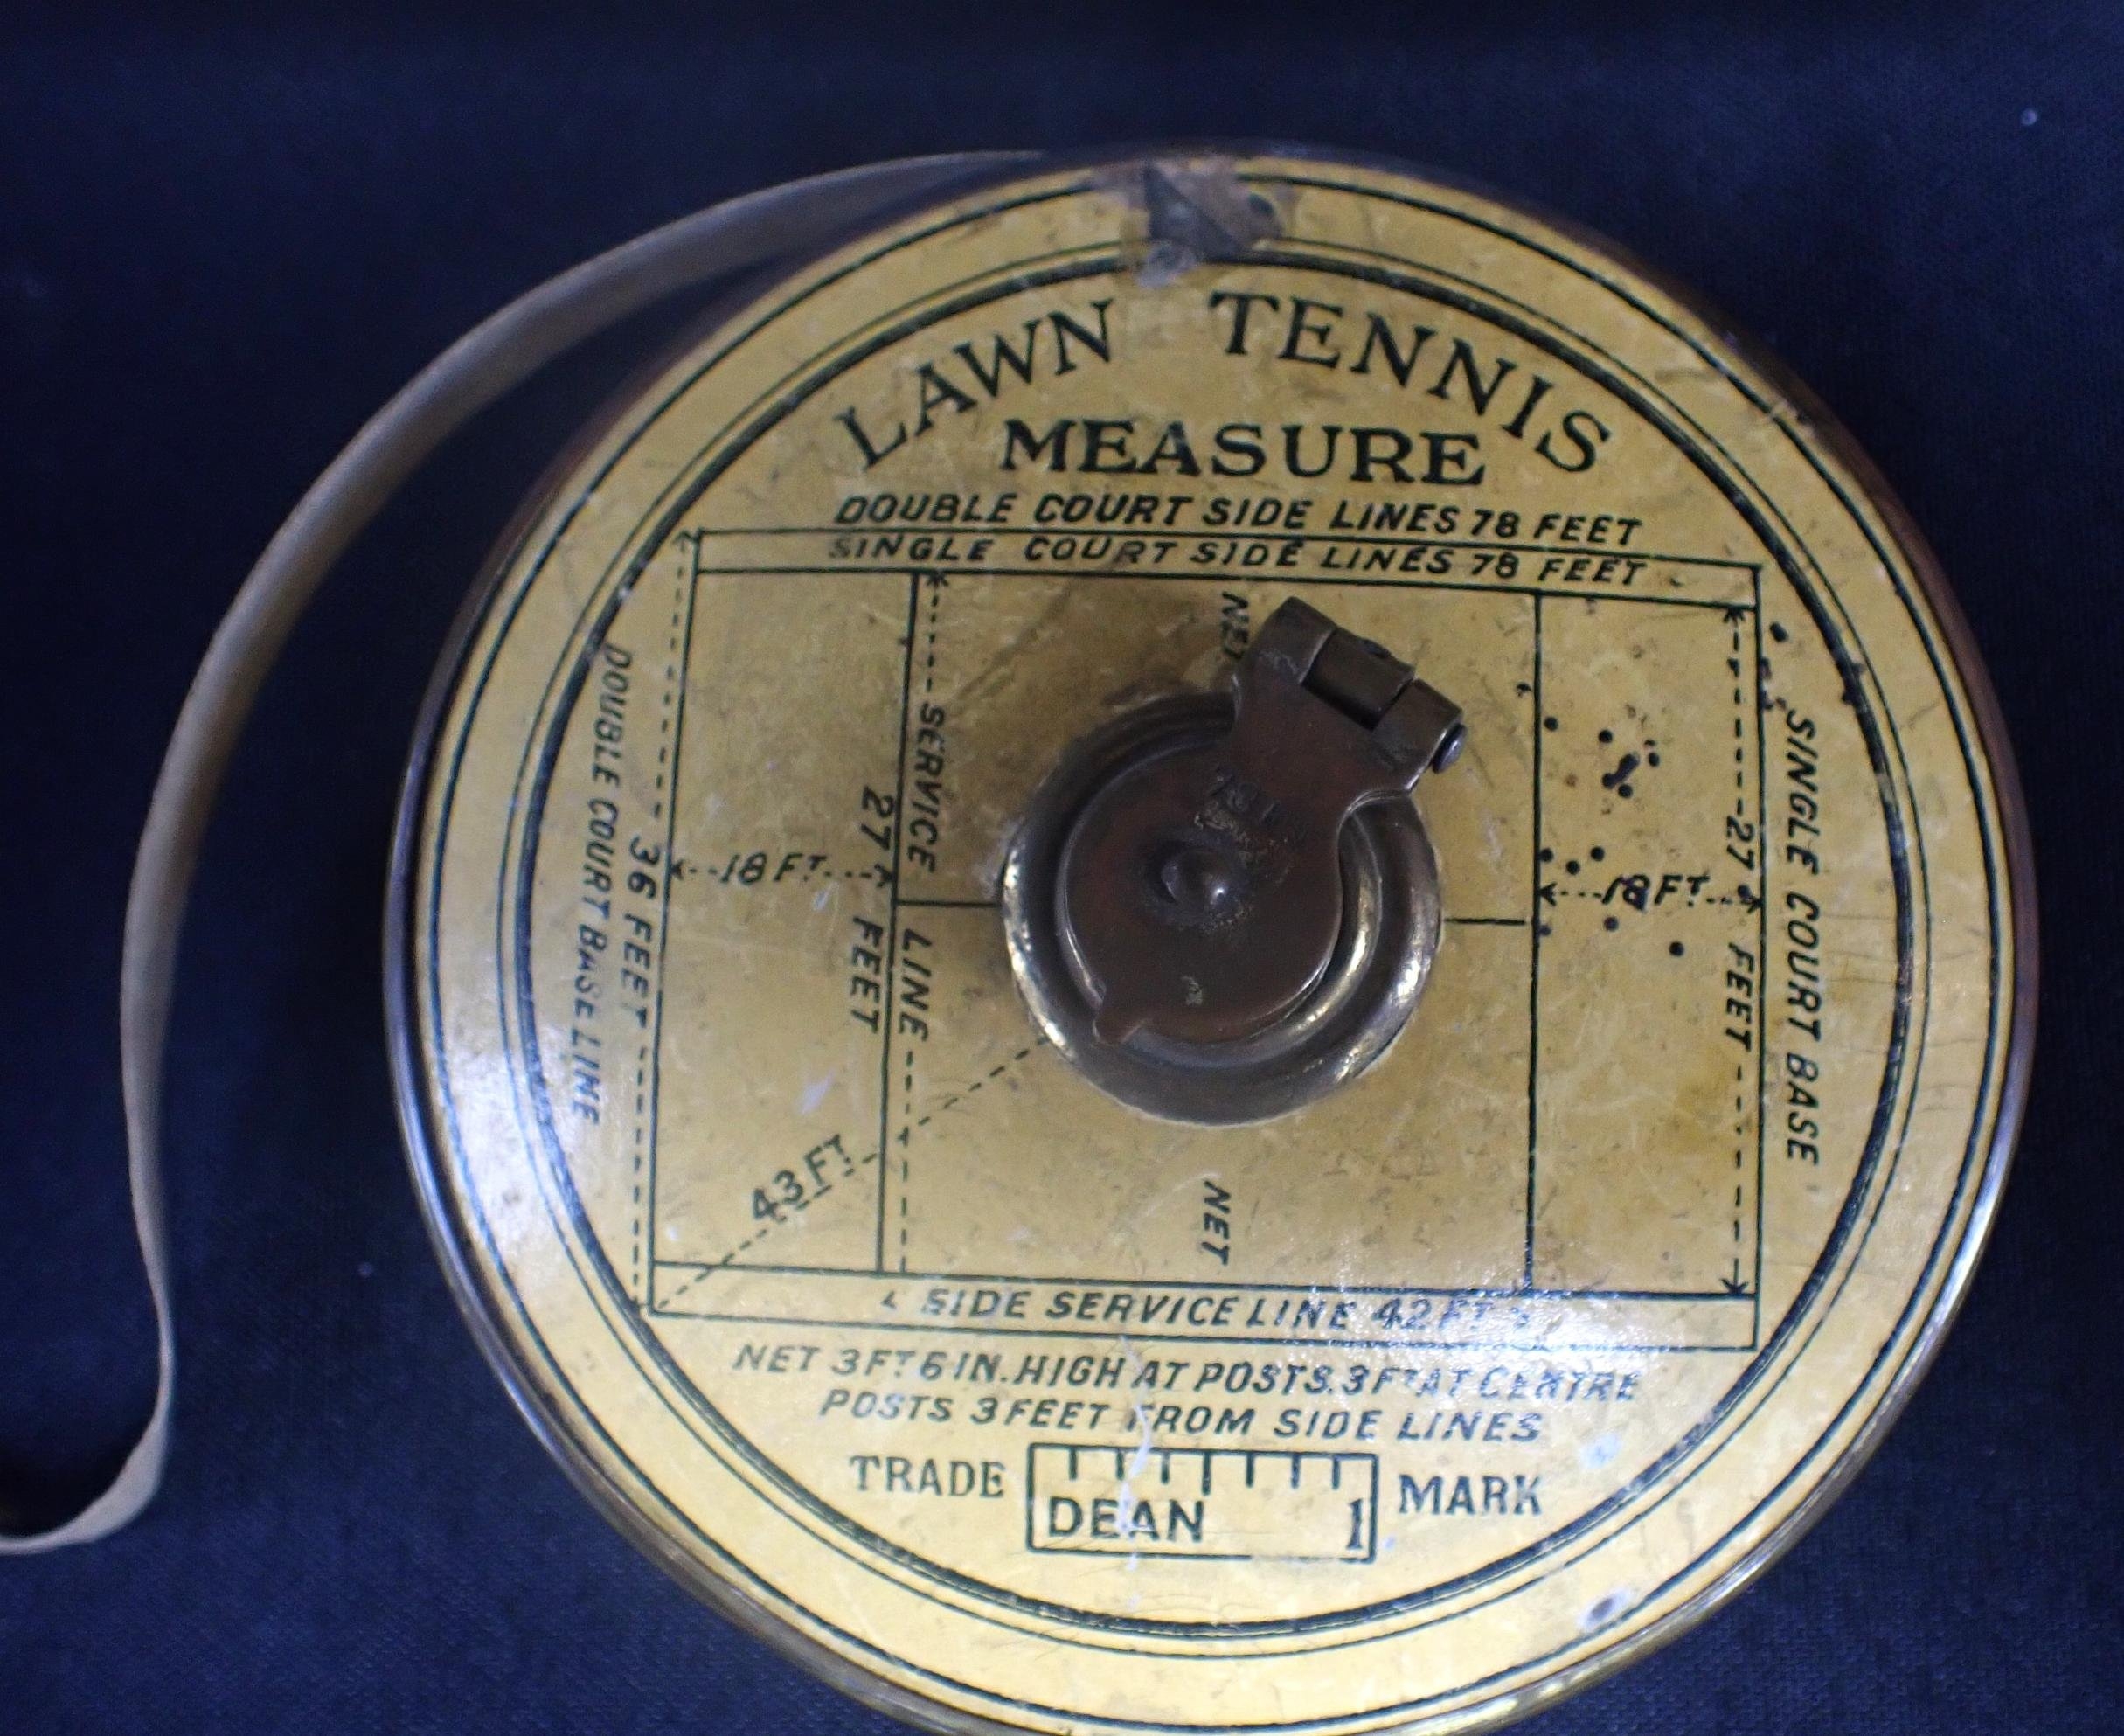 LAWN TENNIS
MEASURE
DOUBLE COURT SIDE LINES 78 FEET
SINGLE COURT SIDE LINES 78 FEET
NET
DOUBLE COURT BASE LINE
36 FEET
18 FT
27 FEET
SERVICE LINE
18 FT
27 FEET
SINGLE COURT BASE
43 FT
NET
SIDE SERVICE LINE 42 FT
NET 3 FT 6 IN. HIGH AT POSTS. 3 FT AT CENTRE
POSTS 3 FEET FROM SIDE LINES
TRADE DEAN 1 MARK